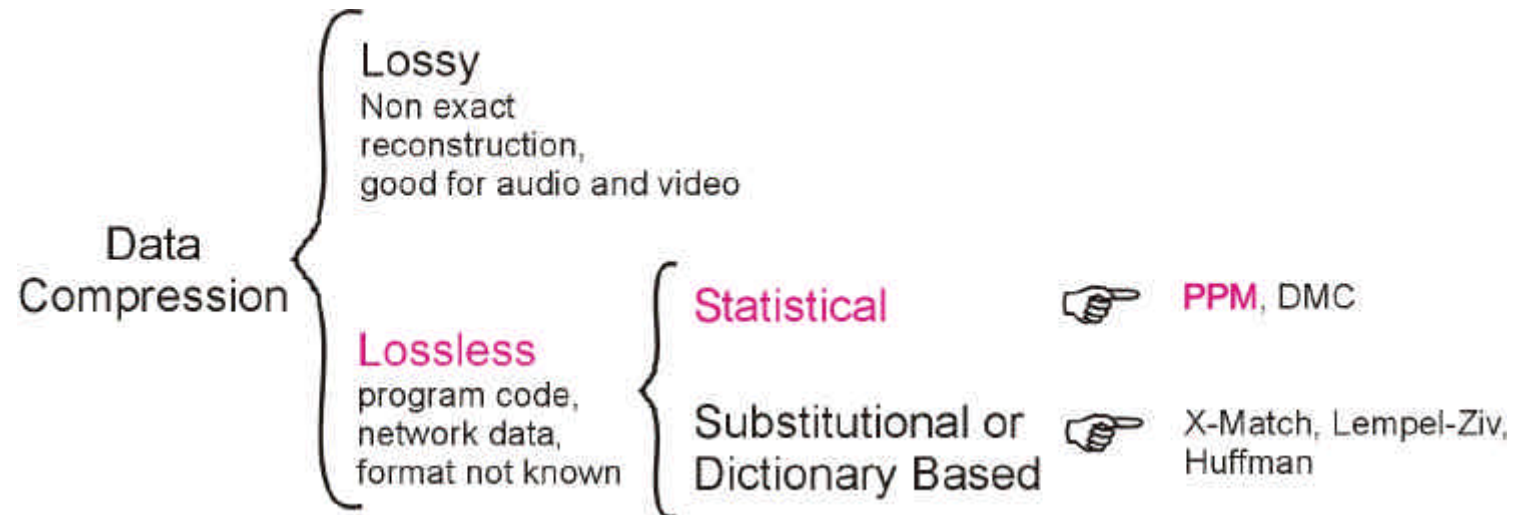 Data
Compression
Lossy
Non exact
reconstruction,
good for audio and video
Lossless
program code,
network data,
format not known
Statistical
PPM, DMC
Substitutional or
Dictionary Based
X-Match, Lempel-Ziv,
Huffman